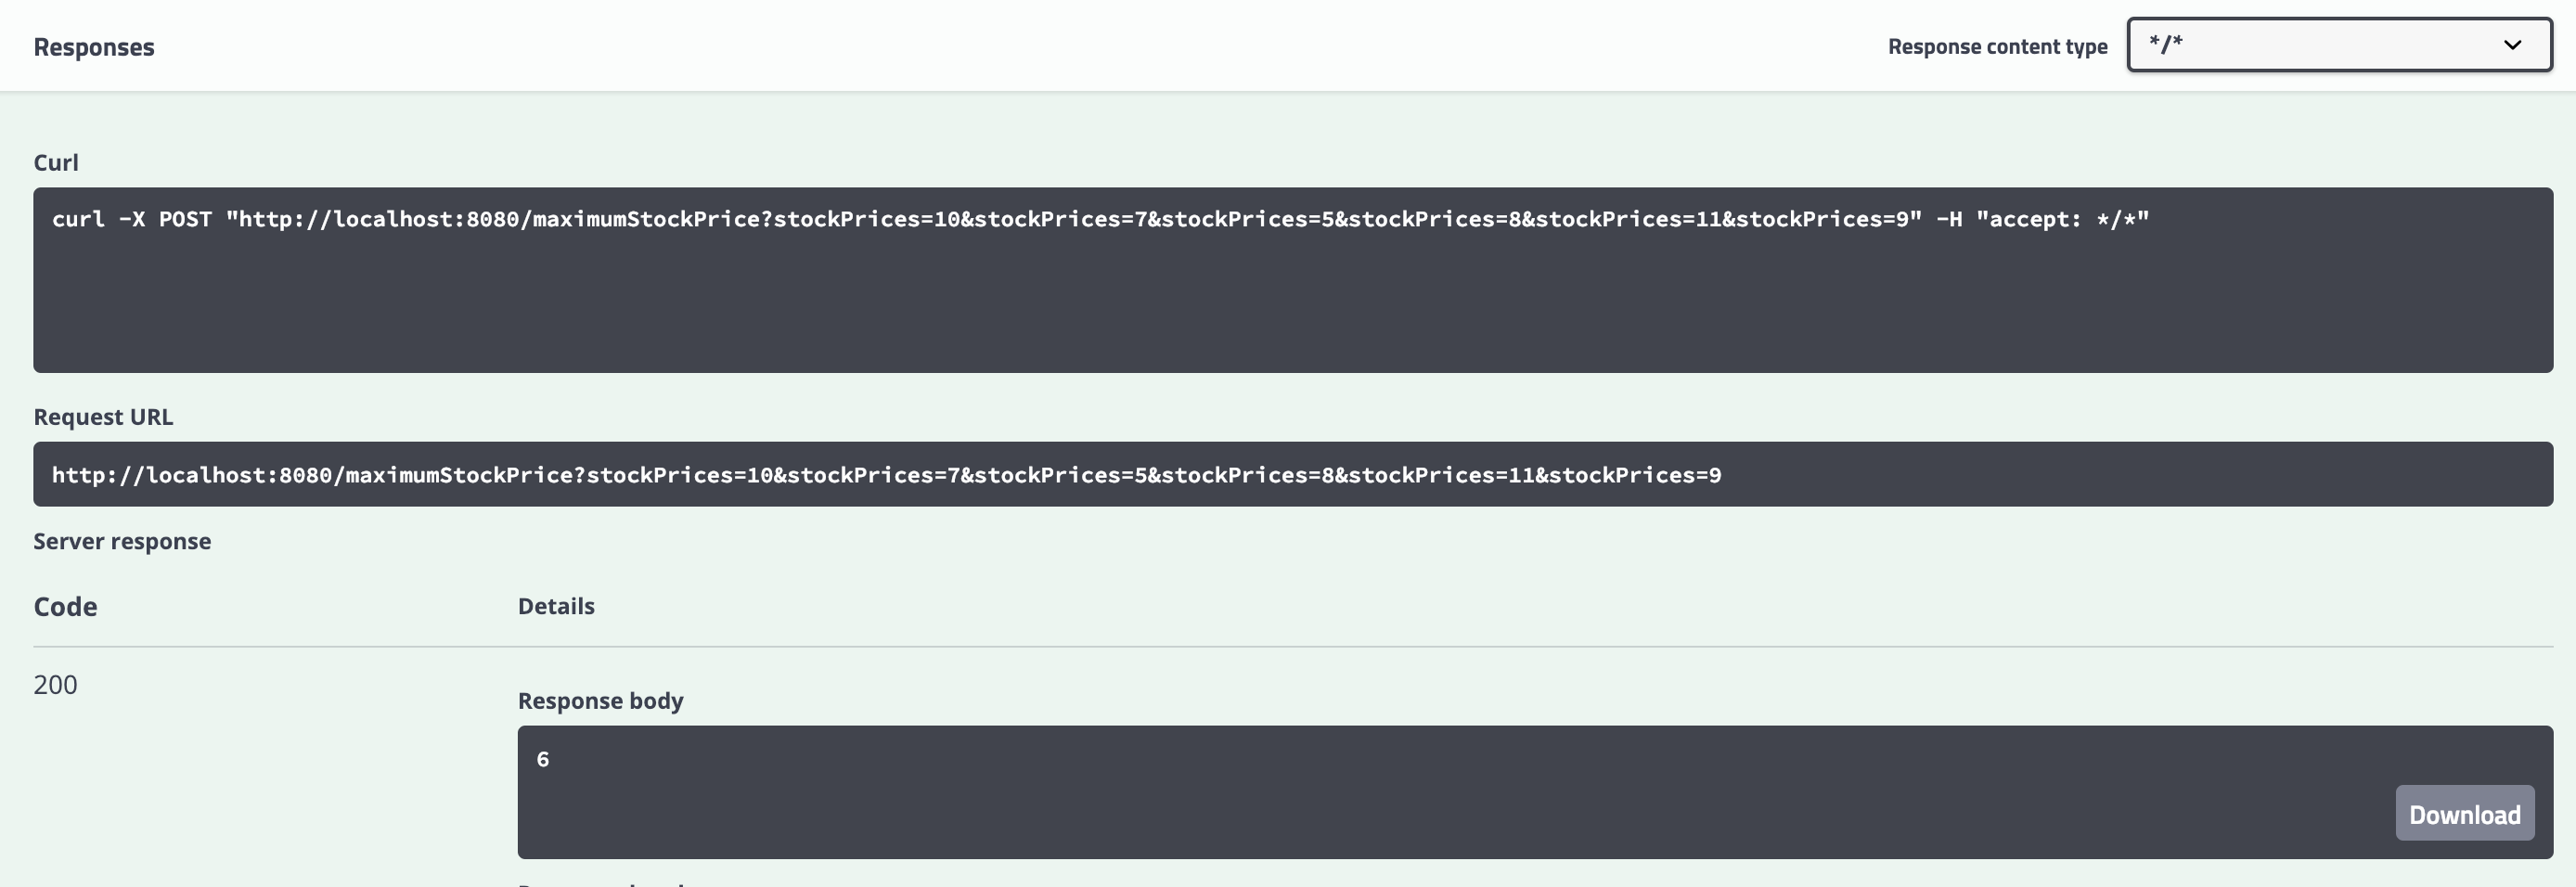 Responses
Response content type
*/*
Curl
curl -X POST "http://localhost:8080/maximumStockPrice?stockPrices=10&stockPrices=7&stockPrices=5&stockPrices=8&stockPrices=11&stockPrices=9" -H "accept: */*"
Request URL
http://localhost:8080/maximumStockPrice?stockPrices=10&stockPrices=7&stockPrices=5&stockPrices=8&stockPrices=11&stockPrices=9
Server response
Code Details
200
Response body
6
Download